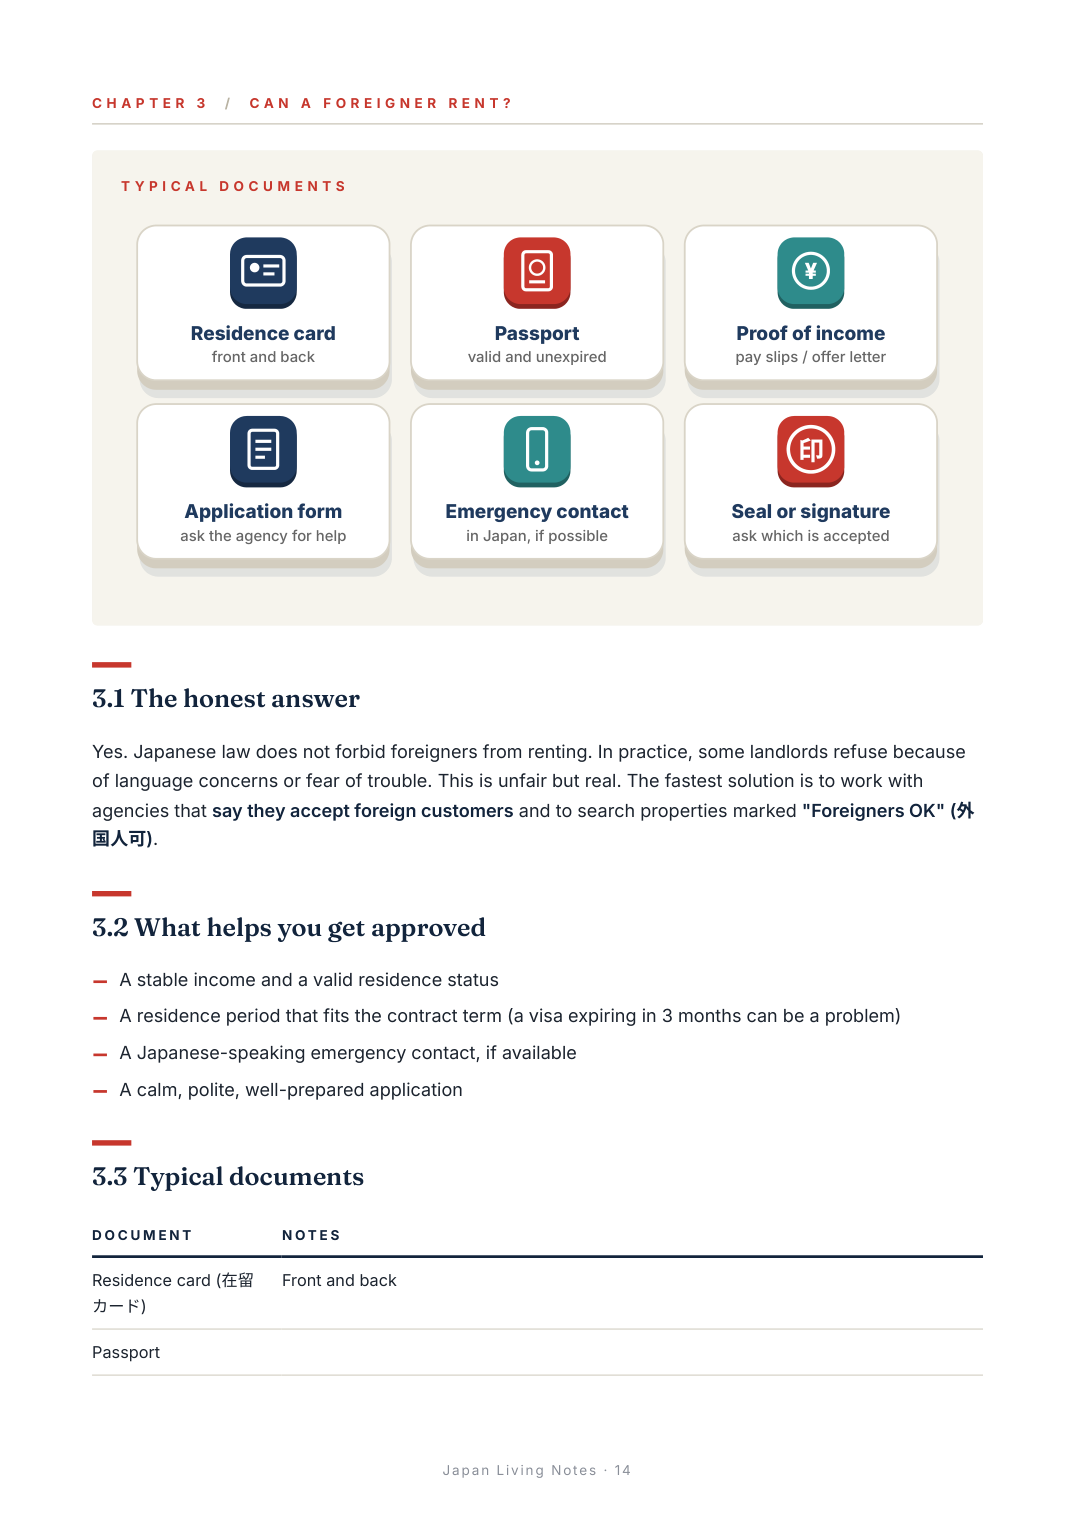 CHAPTER 3 / CAN A FOREIGNER RENT?
TYPICAL DOCUMENTS
Residence card
front and back
Passport
valid and unexpired
¥
Proof of income
pay slips / offer letter
Application form
ask the agency for help
Emergency contact
in Japan, if possible
印
Seal or signature
ask which is accepted
3.1 The honest answer
Yes. Japanese law does not forbid foreigners from renting. In practice, some landlords refuse because
of language concerns or fear of trouble. This is unfair but real. The fastest solution is to work with
agencies that say they accept foreign customers and to search properties marked "Foreigners OK" (外
国人可).
3.2 What helps you get approved
– A stable income and a valid residence status
– A residence period that fits the contract term (a visa expiring in 3 months can be a problem)
– A Japanese-speaking emergency contact, if available
– A calm, polite, well-prepared application
3.3 Typical documents
DOCUMENT NOTES
Residence card (在留 Front and back
カード)
Passport
Japan Living Notes · 14